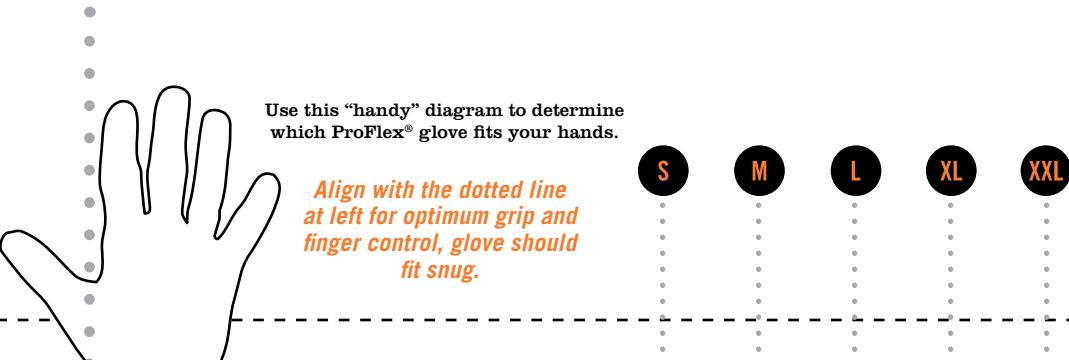 Use this “handy” diagram to determine
which ProFlex® glove fits your hands.
Align with the dotted line
at left for optimum grip and
finger control, glove should
fit snug.
S M L XL XXL